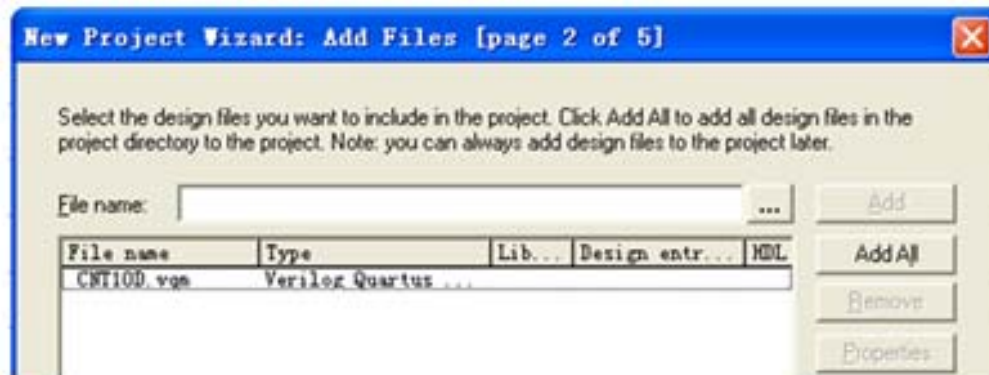 New Project Wizard: Add Files [page 2 of 5]
Select the design files you want to include in the project. Click Add All to add all design files in the
project directory to the project. Note: you can always add design files to the project later.
File name: ... Add
File name Type Lib... Design entr... HDL Add All
CNT10D.vqm Verilog Quartus ...
Remove
Properties